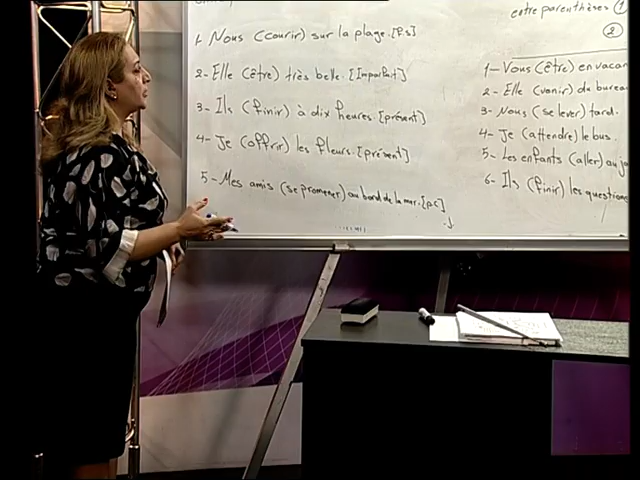 1- Nous (courir) sur la plage. [P.S]
2- Elle (être) très belle. [Imparfait]
3- Ils (finir) à dix heures. [présent]
4- Je (offrir) les fleurs. [présent]
5- Mes amis (se promener) au bord de la mer. [p.c]
entre parenthèses
2
1- Vous (être) en vacan
2- Elle (venir) du bureau
3- Nous (se lever) tard.
4- Je (attendre) le bus.
5- Les enfants (aller) au ja
6- Ils (finir) les questions